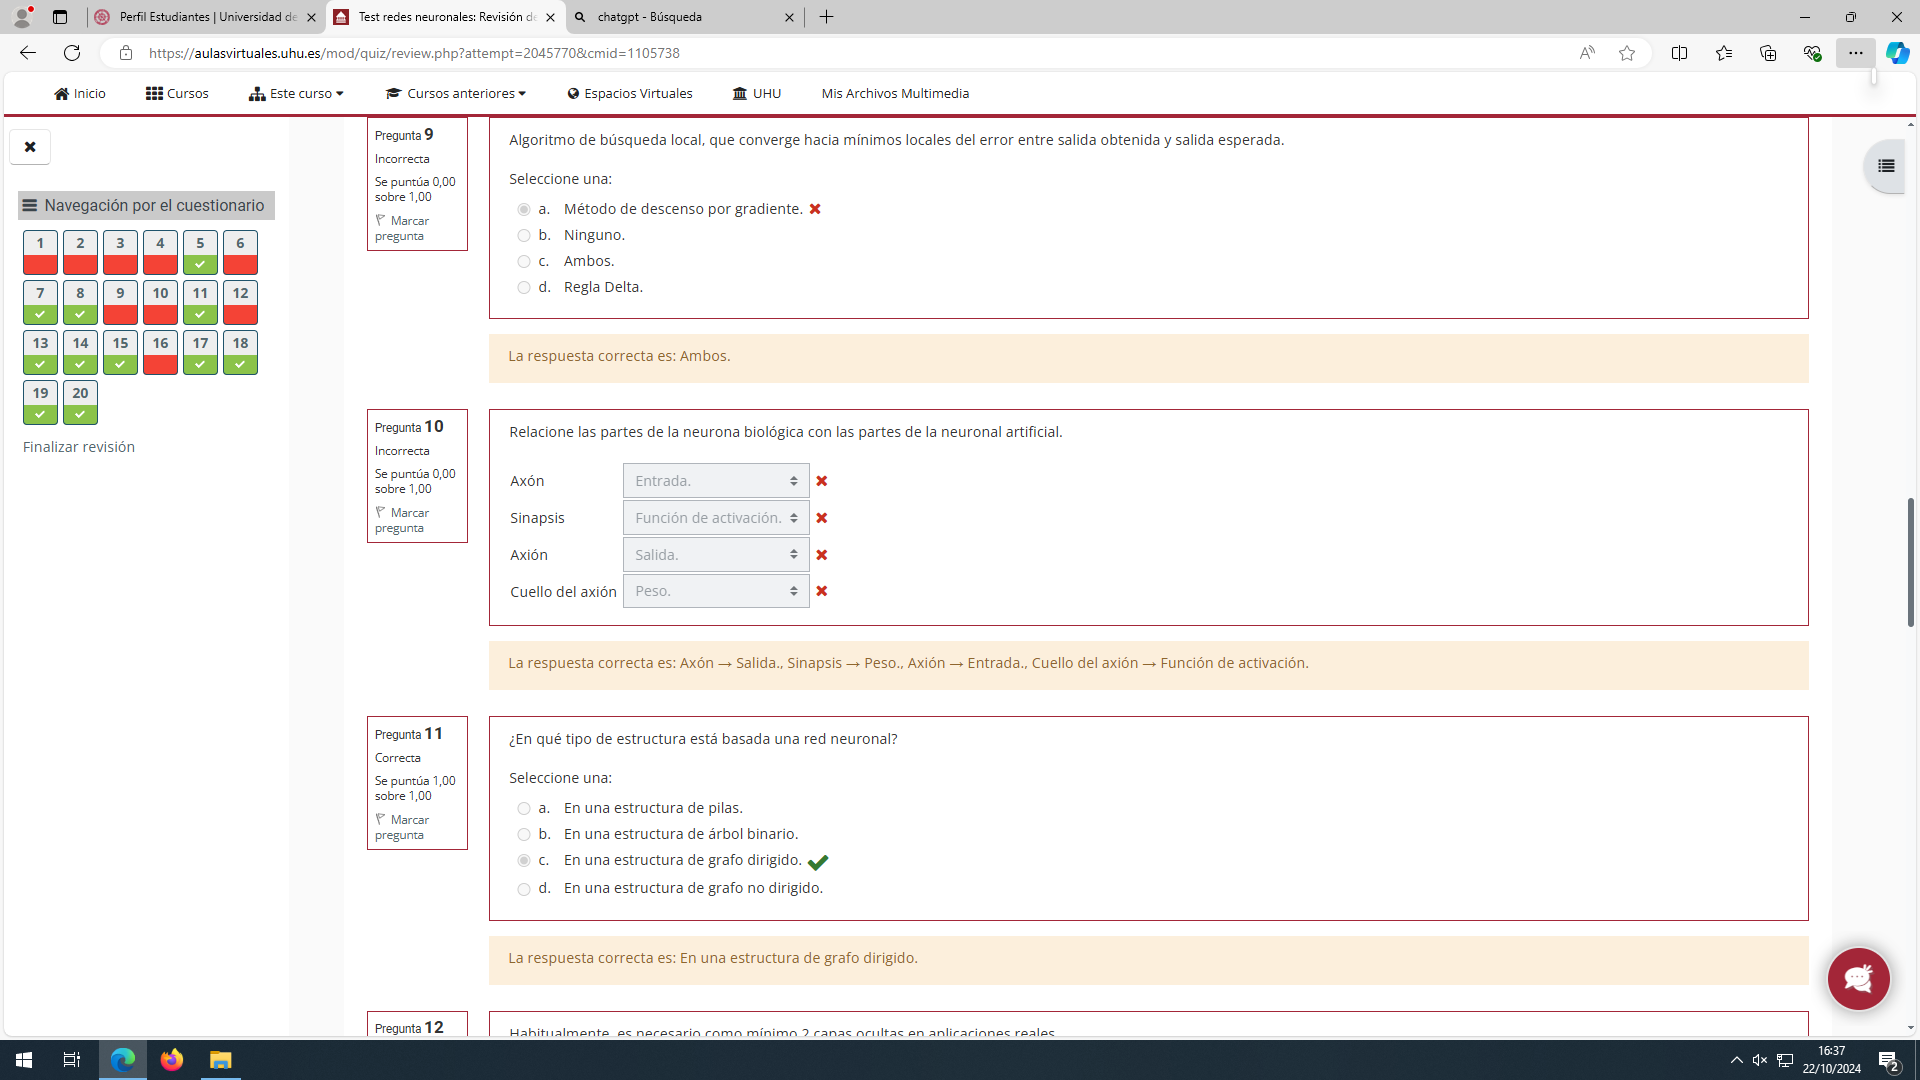 Perfil Estudiantes | Universidad de
Test redes neuronales: Revisión de
chatgpt - Búsqueda
https://aulasvirtuales.uhu.es/mod/quiz/review.php?attempt=2045770&cmid=1105738
Inicio
Cursos
Este curso
Cursos anteriores
Espacios Virtuales
UHU
Mis Archivos Multimedia
Navegación por el cuestionario
1 2 3 4 5 6
7 8 9 10 11 12
13 14 15 16 17 18
19 20
Finalizar revisión
Pregunta 9
Incorrecta
Se puntúa 0,00
sobre 1,00
Marcar
pregunta
Algoritmo de búsqueda local, que converge hacia mínimos locales del error entre salida obtenida y salida esperada.
Seleccione una:
a. Método de descenso por gradiente.
b. Ninguno.
c. Ambos.
d. Regla Delta.
La respuesta correcta es: Ambos.
Pregunta 10
Incorrecta
Se puntúa 0,00
sobre 1,00
Marcar
pregunta
Relacione las partes de la neurona biológica con las partes de la neuronal artificial.
Axón Entrada.
Sinapsis Función de activación.
Axión Salida.
Cuello del axión Peso.
La respuesta correcta es: Axón → Salida., Sinapsis → Peso., Axión → Entrada., Cuello del axión → Función de activación.
Pregunta 11
Correcta
Se puntúa 1,00
sobre 1,00
Marcar
pregunta
¿En qué tipo de estructura está basada una red neuronal?
Seleccione una:
a. En una estructura de pilas.
b. En una estructura de árbol binario.
c. En una estructura de grafo dirigido.
d. En una estructura de grafo no dirigido.
La respuesta correcta es: En una estructura de grafo dirigido.
Pregunta 12
Habitualmente, es necesario como mínimo 2 capas ocultas en aplicaciones reales
16:37
22/10/2024
2